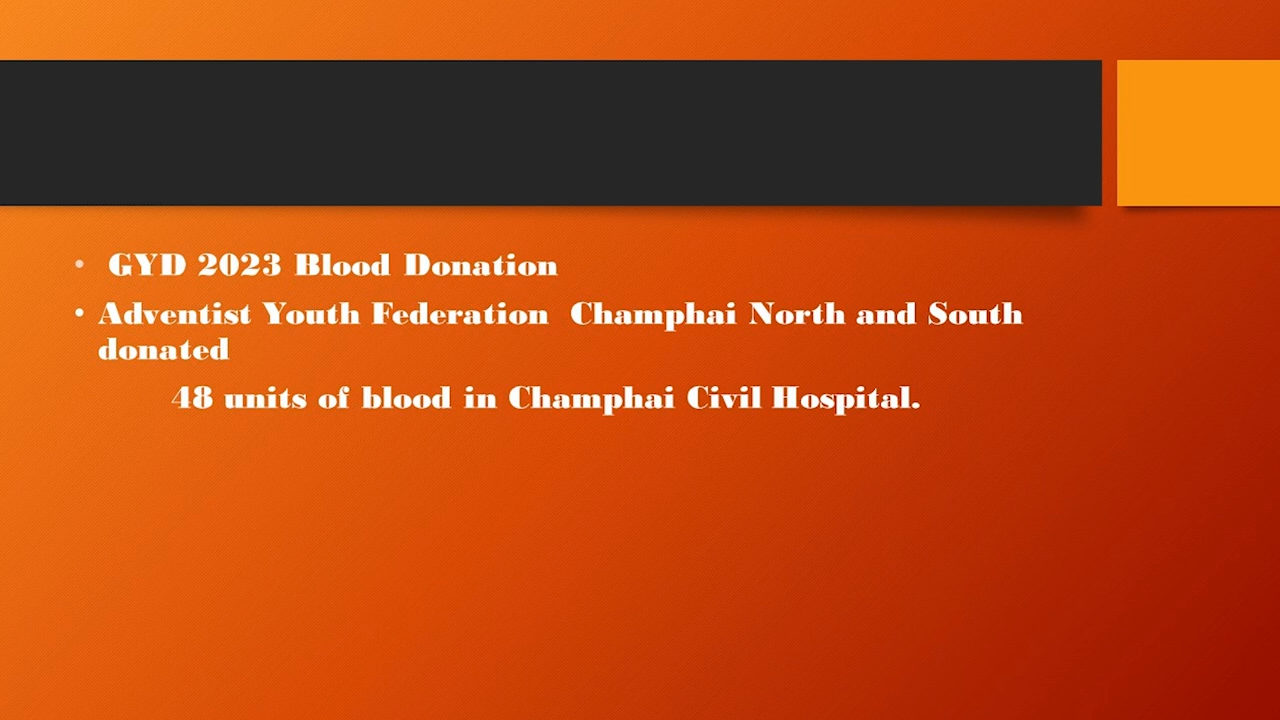 • GYD 2023 Blood Donation
• Adventist Youth Federation Champhai North and South
donated
48 units of blood in Champhai Civil Hospital.